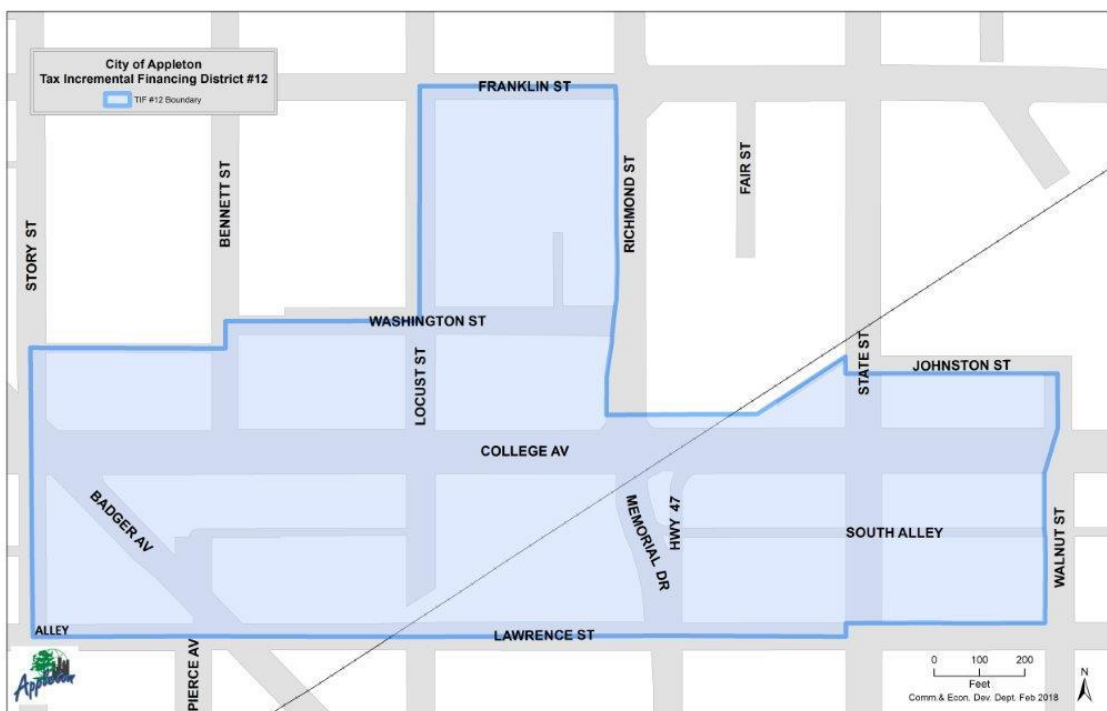 City of Appleton
Tax Incremental Financing District #12
TIF #12 Boundary
FRANKLIN ST
STORY ST
BENNETT ST
RICHMOND ST
FAIR ST
WASHINGTON ST
LOCUST ST
STATE ST
JOHNSTON ST
COLLEGE AV
BADGER AV
MEMORIAL DR
HWY 47
SOUTH ALLEY
WALNUT ST
ALLEY
LAWRENCE ST
PIERCE AV
Appleton
0 100 200
Feet
N
Comm.& Econ. Dev. Dept. Feb 2018